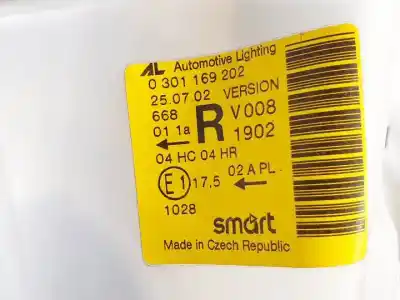 AL Automotive Lighting
0 301 169 202
25.07.02 VERSION
668 R V008
01 1a 1902
04 HC 04 HR
E1 17,5 02 A PL
1028
smart
Made in Czech Republic